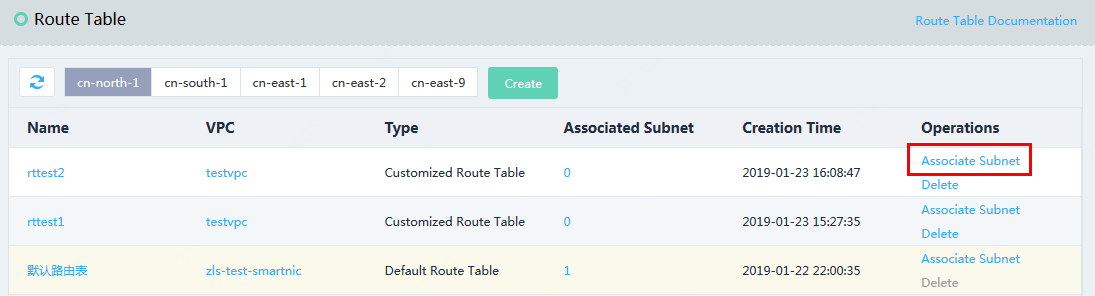 Route Table
Route Table Documentation
cn-north-1 cn-south-1 cn-east-1 cn-east-2 cn-east-9 Create
Name VPC Type Associated Subnet Creation Time Operations
rttest2 testvpc Customized Route Table 0 2019-01-23 16:08:47 Associate Subnet
Delete
rttest1 testvpc Customized Route Table 0 2019-01-23 15:27:35 Associate Subnet
Delete
默认路由表 zls-test-smartnic Default Route Table 1 2019-01-22 22:00:35 Associate Subnet
Delete